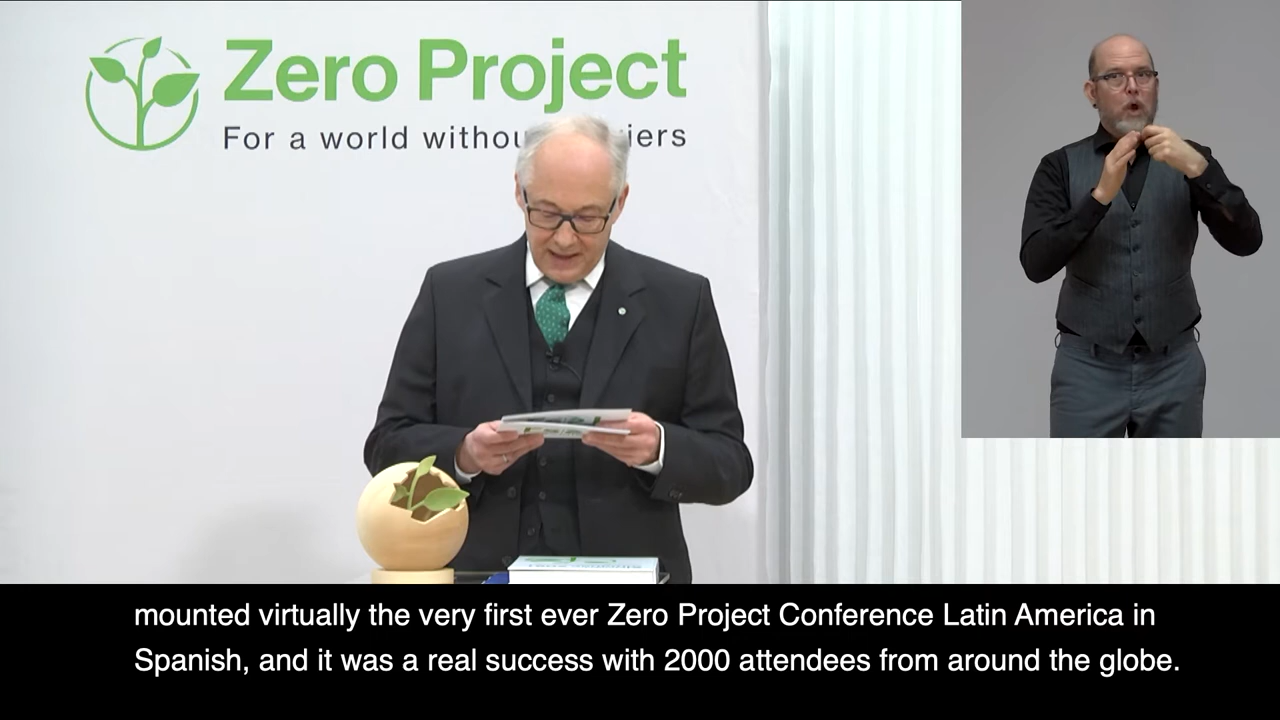 Zero Project
For a world withou iers
mounted virtually the very first ever Zero Project Conference Latin America in
Spanish, and it was a real success with 2000 attendees from around the globe.